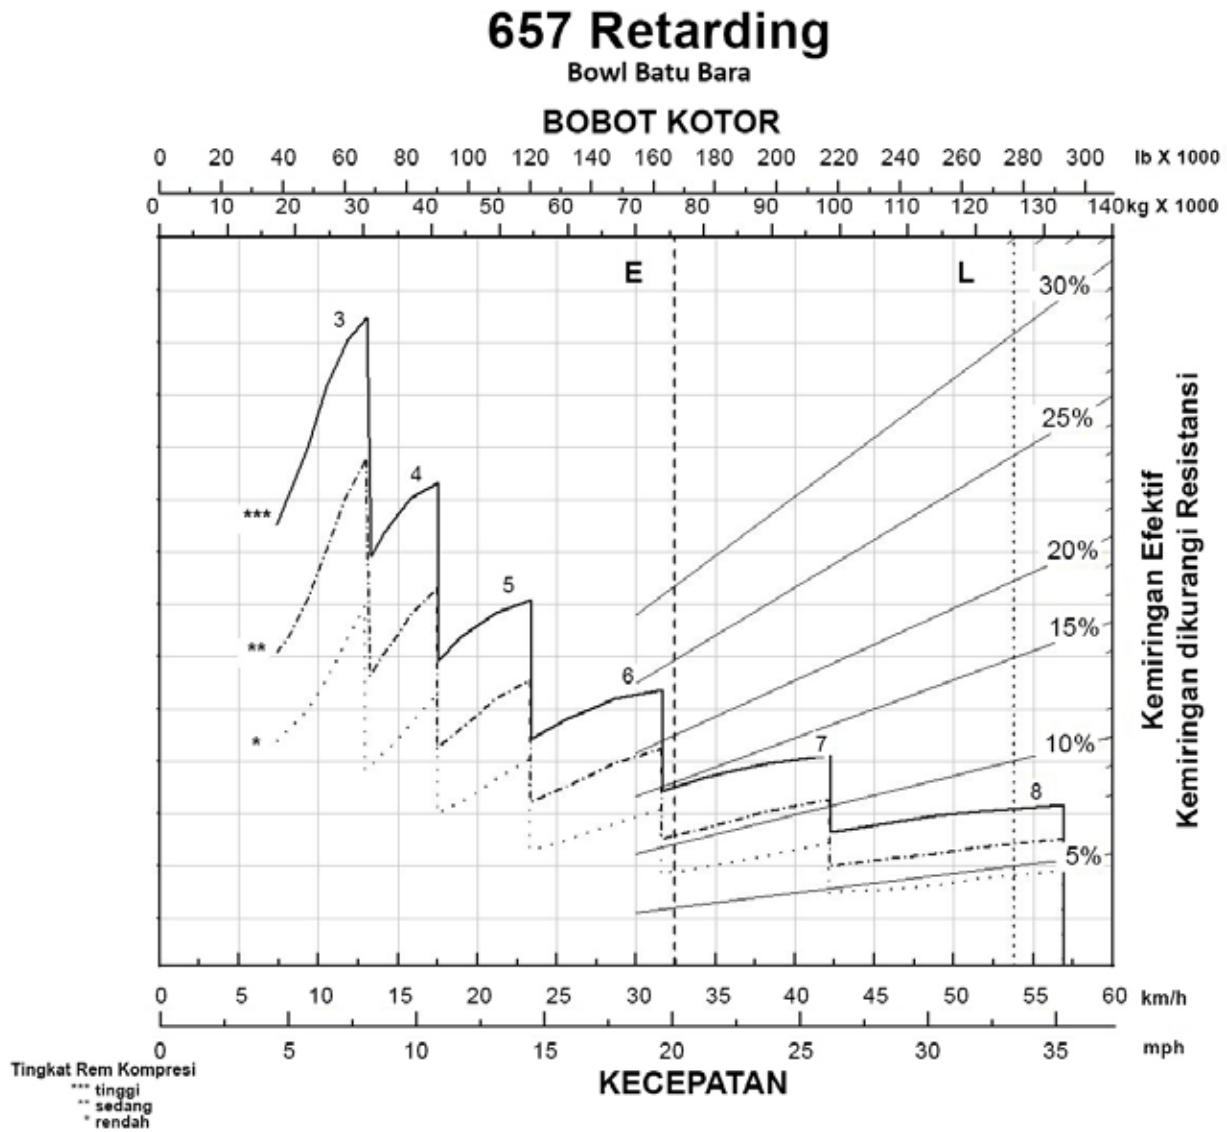 657 Retarding
Bowl Batu Bara
BOBOT KOTOR
0 20 40 60 80 100 120 140 160 180 200 220 240 260 280 300 lb X 1000
0 10 20 30 40 50 60 70 80 90 100 110 120 130 140 kg X 1000
E L
30%
3
25%
4
***
20%
5
15%
**
6
*
7
10%
8
5%
Kemiringan Efektif
Kemiringan dikurangi Resistansi
0 5 10 15 20 25 30 35 40 45 50 55 60 km/h
0 5 10 15 20 25 30 35 mph
KECEPATAN
Tingkat Rem Kompresi
*** tinggi
** sedang
* rendah